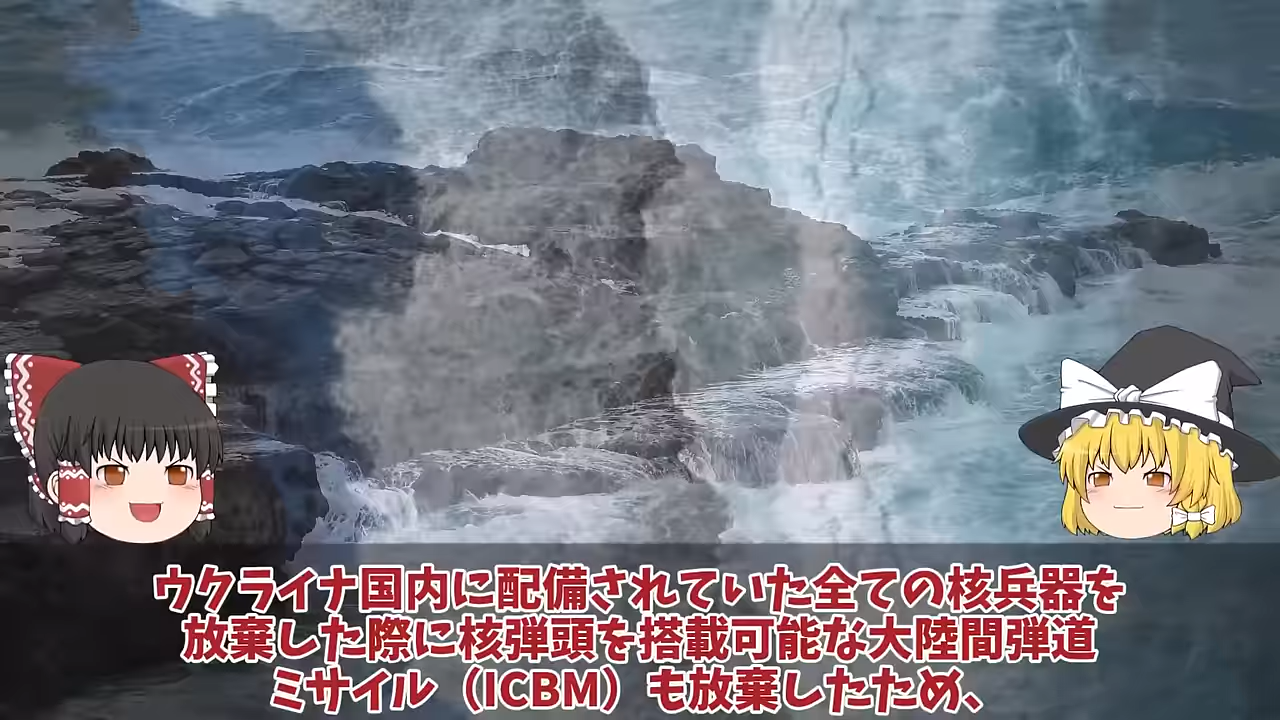 ウクライナ国内に配備されていた全ての核兵器を
放棄した際に核弾頭を搭載可能な大陸間弾道
ミサイル（ICBM）も放棄したため、